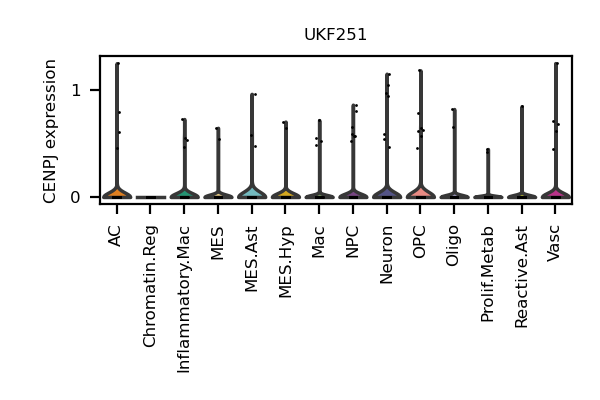 UKF251
CENPJ expression
1
0
AC
Chromatin.Reg
Inflammatory.Mac
MES
MES.Ast
MES.Hyp
Mac
NPC
Neuron
OPC
Oligo
Prolif.Metab
Reactive.Ast
Vasc